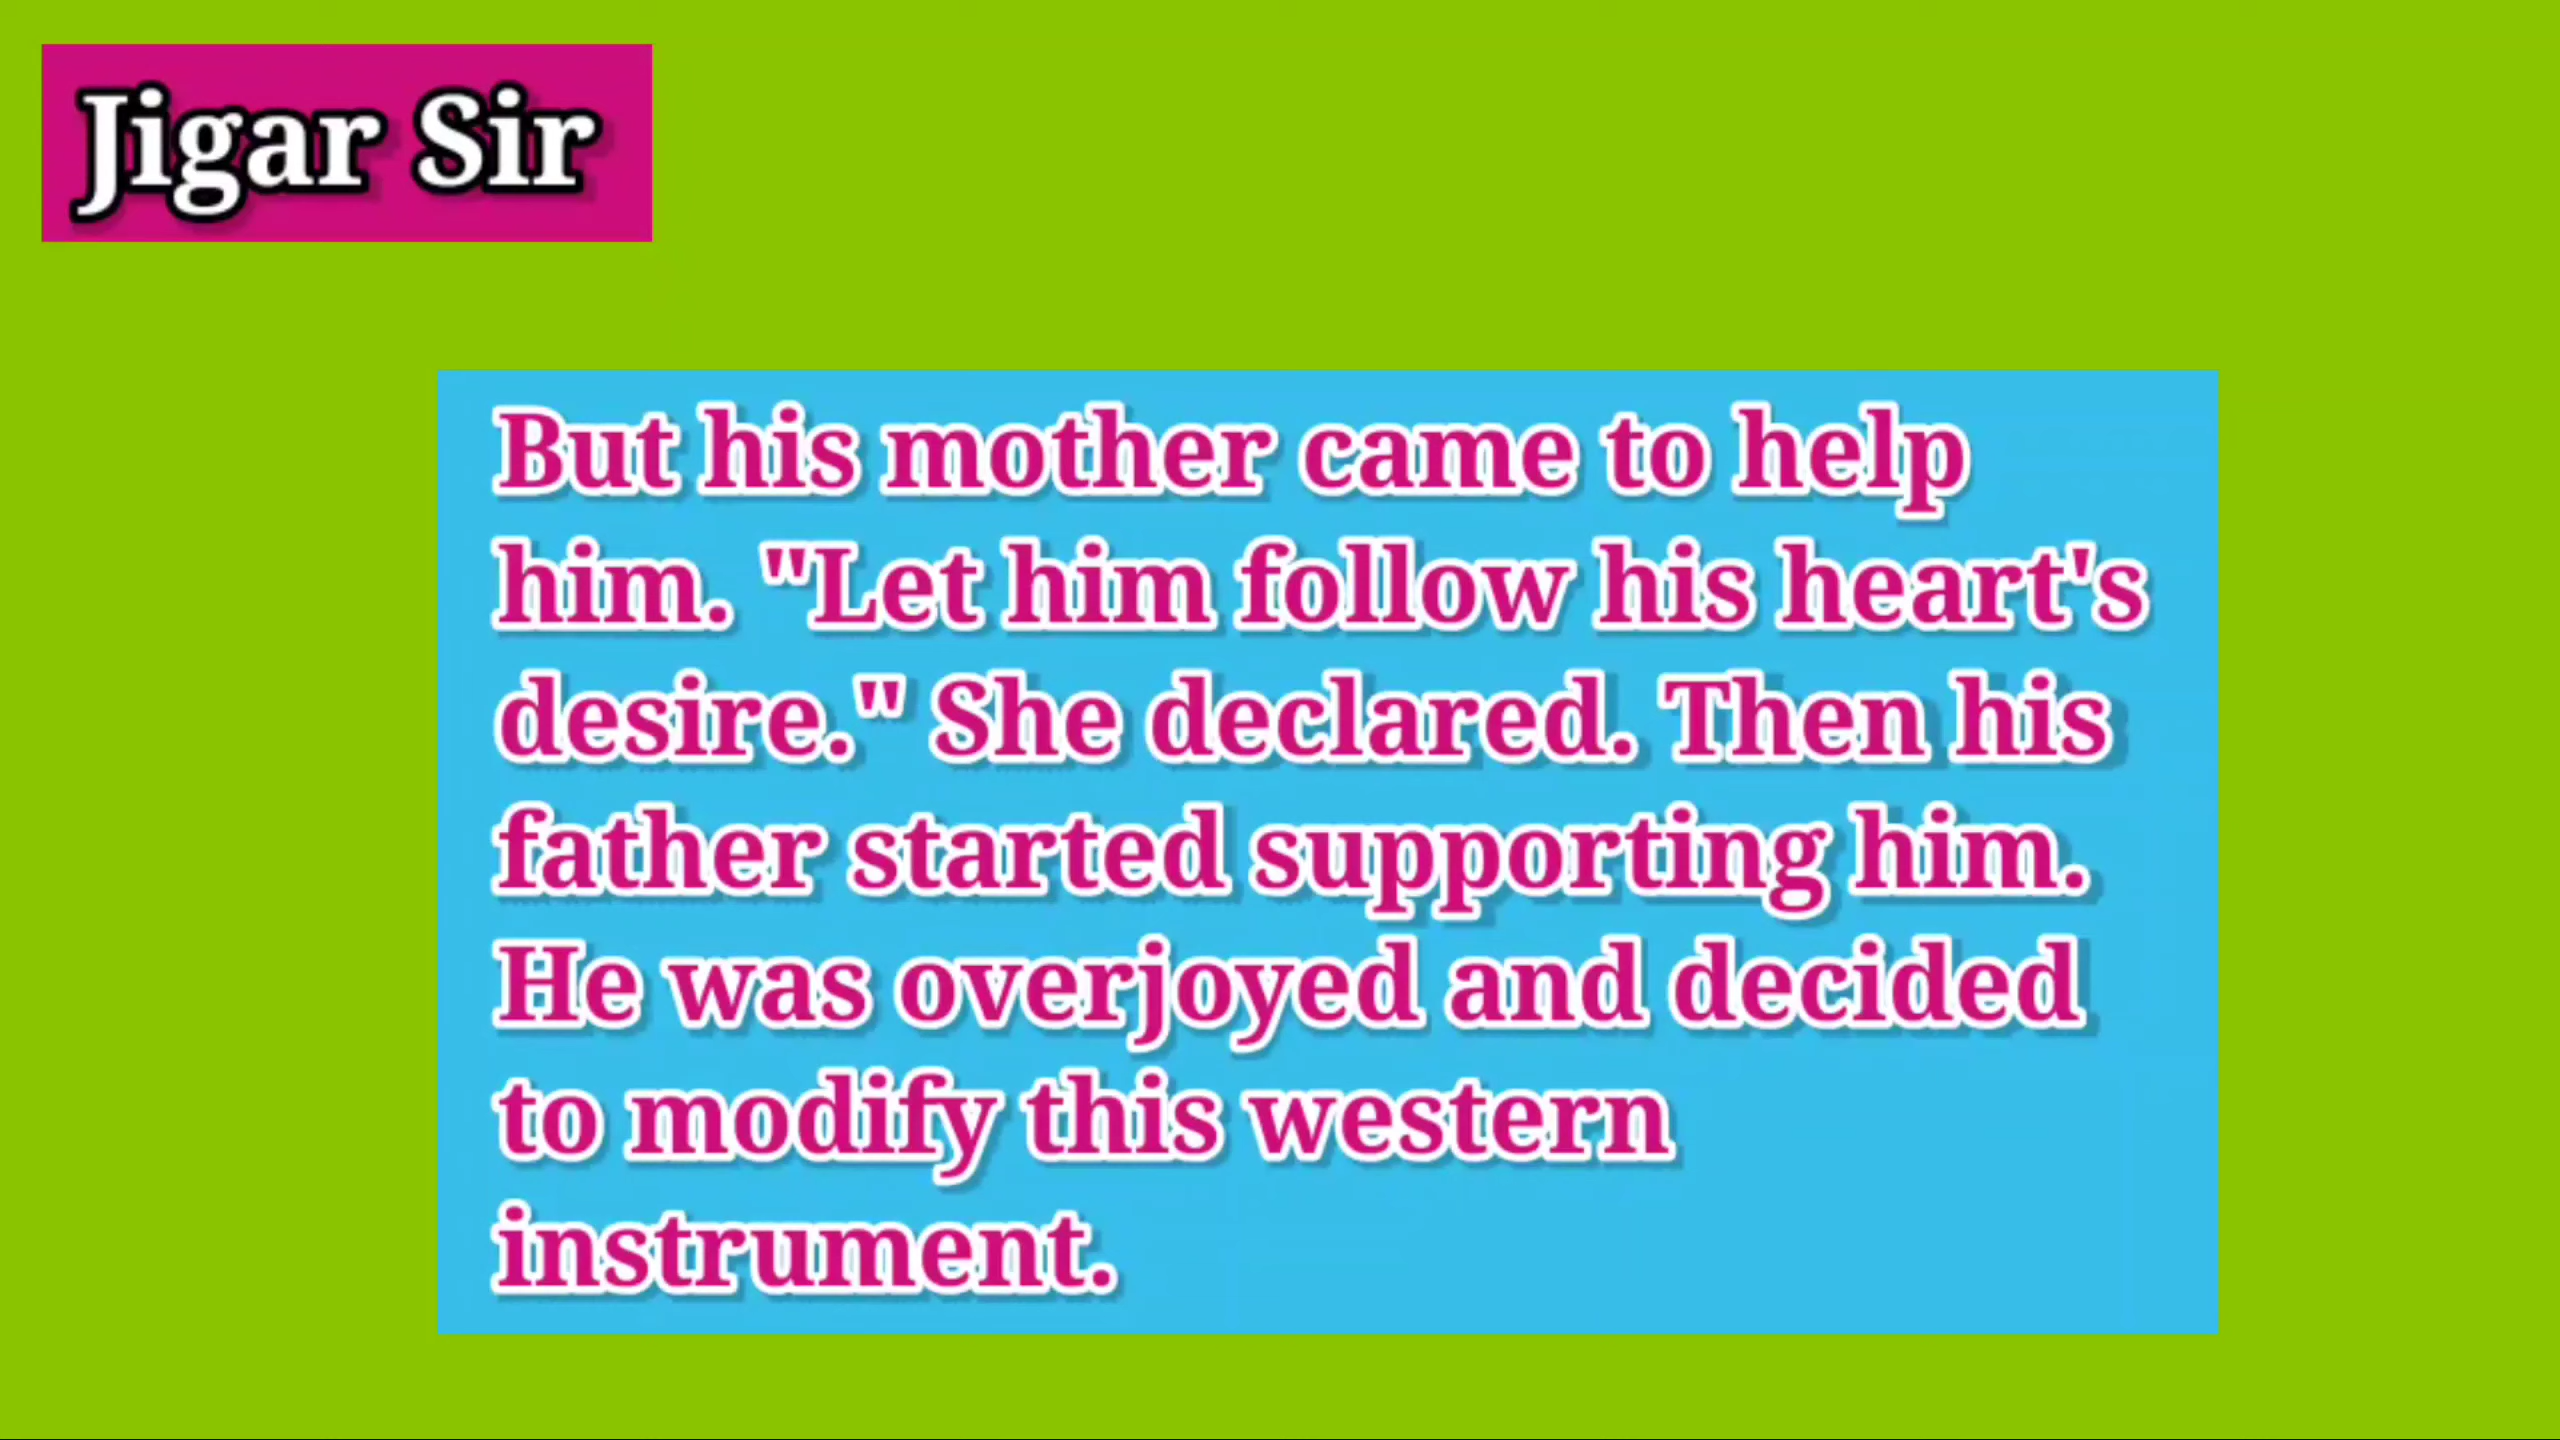 Jigar Sir
But his mother came to help
him. "Let him follow his heart's
desire." She declared. Then his
father started supporting him.
He was overjoyed and decided
to modify this western
instrument.